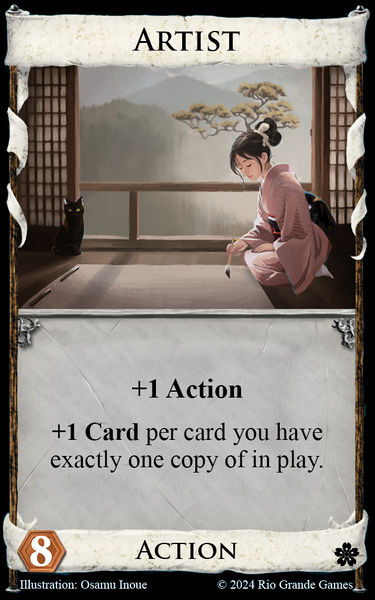 ARTIST
+1 Action
+1 Card per card you have
exactly one copy of in play.
8
ACTION
Illustration: Osamu Inoue
© 2024 Rio Grande Games